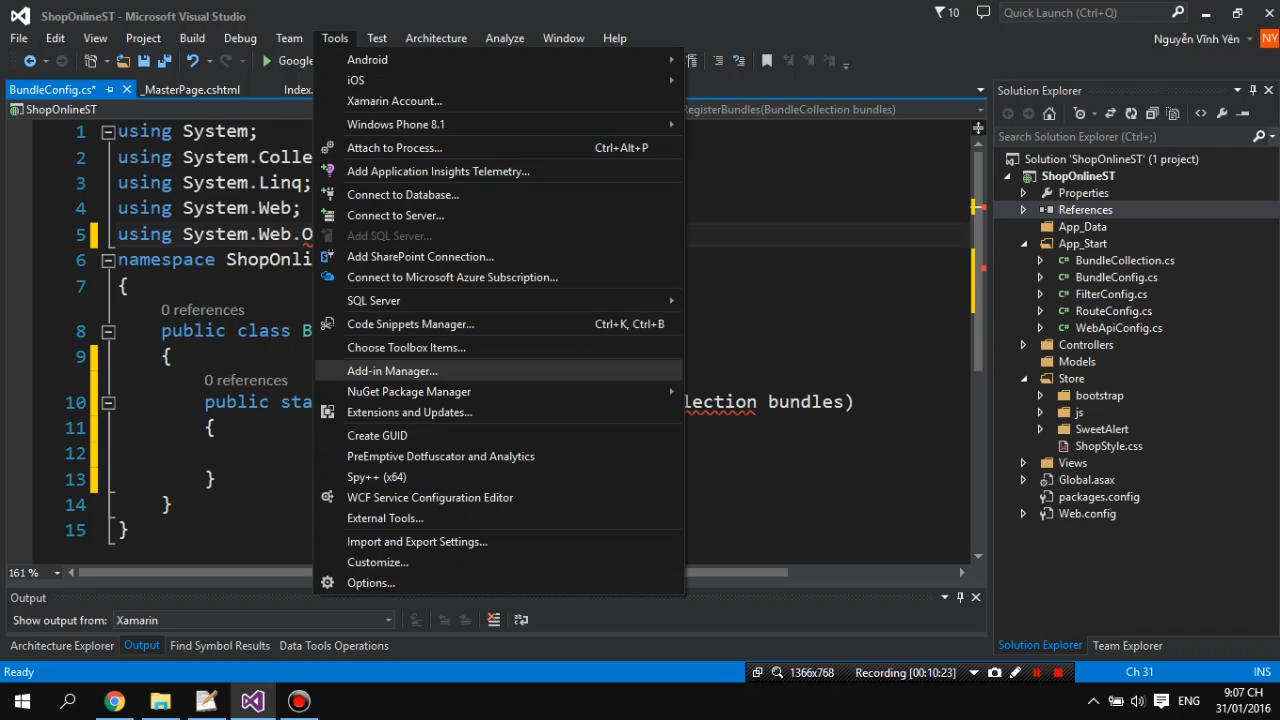 ShopOnlineST - Microsoft Visual Studio
10
Quick Launch (Ctrl+Q)
File Edit View Project Build Debug Team Tools Test Architecture Analyze Window Help
Nguyễn Vĩnh Yên
NY
Google
BundleConfig.cs*
_MasterPage.cshtml
Index.
ShopOnlineST
RegisterBundles(BundleCollection bundles)
1 using System;
2 using System.Colle
3 using System.Linq;
4 using System.Web;
5 using System.Web.O
6 namespace ShopOnli
7 {
0 references
8 public class B
9 {
0 references
10 public sta
lection bundles)
11 {
12
13 }
14 }
15 }
161 %
Android
iOS
Xamarin Account...
Windows Phone 8.1
Attach to Process... Ctrl+Alt+P
Add Application Insights Telemetry...
Connect to Database...
Connect to Server...
Add SQL Server...
Add SharePoint Connection...
Connect to Microsoft Azure Subscription...
SQL Server
Code Snippets Manager... Ctrl+K, Ctrl+B
Choose Toolbox Items...
Add-in Manager...
NuGet Package Manager
Extensions and Updates...
Create GUID
PreEmptive Dotfuscator and Analytics
Spy++ (x64)
WCF Service Configuration Editor
External Tools...
Import and Export Settings...
Customize...
Options...
Solution Explorer
Search Solution Explorer (Ctrl+;)
Solution 'ShopOnlineST' (1 project)
ShopOnlineST
Properties
References
App_Data
App_Start
BundleCollection.cs
BundleConfig.cs
FilterConfig.cs
RouteConfig.cs
WebApiConfig.cs
Controllers
Models
Store
bootstrap
js
SweetAlert
ShopStyle.css
Views
Global.asax
packages.config
Web.config
Output
Show output from: Xamarin
Architecture Explorer Output Find Symbol Results Data Tools Operations
Solution Explorer Team Explorer
Ready
1366x768
Recording [00:10:23]
Ch 31
INS
ENG
9:07 CH
31/01/2016